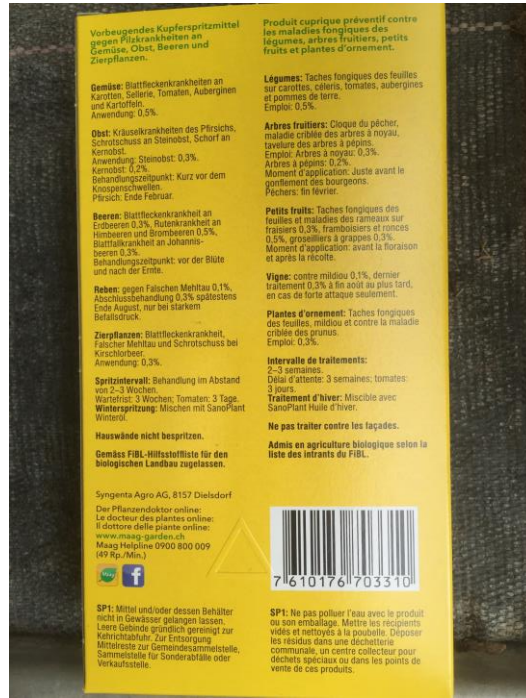 Vorbeugendes Kupferspritzmittel
gegen Pilzkrankheiten an
Gemüse, Obst, Beeren und
Zierpflanzen.
Gemüse: Blattfleckenkrankheiten an
Karotten, Sellerie, Tomaten, Auberginen
und Kartoffeln.
Anwendung: 0,5%.
Obst: Kräuselkrankheiten des Pfirsichs,
Schrotschuss an Steinobst, Schorf an
Kernobst.
Anwendung: Steinobst: 0,3%.
Kernobst: 0,2%.
Behandlungszeitpunkt: Kurz vor dem
Knospenschwellen.
Pfirsich: Ende Februar.
Beeren: Blattfleckenkrankheit an
Erdbeeren 0,3%, Rutenkrankheit an
Himbeeren und Brombeeren 0,5%,
Blattfallkrankheit an Johannis-
beeren 0,3%.
Behandlungszeitpunkt: vor der Blüte
und nach der Ernte.
Reben: gegen Falschen Mehltau 0,1%,
Abschlussbehandlung 0,3% spätestens
Ende August, nur bei starkem
Befallsdruck.
Zierpflanzen: Blattfleckenkrankheit,
Falscher Mehltau und Schrotschuss bei
Kirschlorbeer.
Anwendung: 0,3%.
Spritzintervall: Behandlung im Abstand
von 2–3 Wochen.
Wartefrist: 3 Wochen; Tomaten: 3 Tage.
Winterspritzung: Mischen mit SanoPlant
Winteröl.
Hauswände nicht bespritzen.
Gemäss FiBL-Hilfsstoffliste für den
biologischen Landbau zugelassen.
Syngenta Agro AG, 8157 Dielsdorf
Der Pflanzendoktor online:
Le docteur des plantes online:
Il dottore delle piante online:
www.maag-garden.ch
Maag Helpline 0900 800 009
(49 Rp./Min.)
Maag f
SP1: Mittel und/oder dessen Behälter
nicht in Gewässer gelangen lassen.
Leere Gebinde gründlich gereinigt zur
Kehrichtabfuhr. Zur Entsorgung
Mittelreste zur Gemeindesammelstelle,
Sammelstelle für Sonderabfälle oder
Verkaufsstelle.
Produit cuprique préventif contre
les maladies fongiques des
légumes, arbres fruitiers, petits
fruits et plantes d'ornement.
Légumes: Taches fongiques des feuilles
sur carottes, céleris, tomates, aubergines
et pommes de terre.
Emploi: 0,5%.
Arbres fruitiers: Cloque du pêcher,
maladie criblée des arbres à noyau,
tavelure des arbres à pépins.
Emploi: Arbres à noyau: 0,3%.
Arbres à pépins: 0,2%.
Moment d'application: Juste avant le
gonflement des bourgeons.
Pêchers: fin février.
Petits fruits: Taches fongiques des
feuilles et maladies des rameaux sur
fraisiers 0,3%, framboisiers et ronces
0,5%, groseilliers à grappes 0,3%.
Moment d'application: avant la floraison
et après la récolte.
Vigne: contre mildiou 0,1%, dernier
traitement 0,3% fin août au plus tard,
en cas de forte attaque seulement.
Plantes d'ornement: Taches fongiques
des feuilles, mildiou et contre la maladie
criblée des prunus.
Emploi: 0,3%.
Intervalle de traitements:
2–3 semaines.
Délai d'attente: 3 semaines; tomates:
3 jours.
Traitement d'hiver: Miscible avec
SanoPlant Huile d'hiver.
Ne pas traiter contre les façades.
Admis en agriculture biologique selon la
liste des intrants du FiBL.
7 610176 703310
SP1: Ne pas polluer l'eau avec le produit
ou son emballage. Mettre les récipients
vidés et nettoyés à la poubelle. Déposer
les résidus dans une déchetterie
communale, un centre collecteur pour
déchets spéciaux ou dans les points de
vente de ces produits.